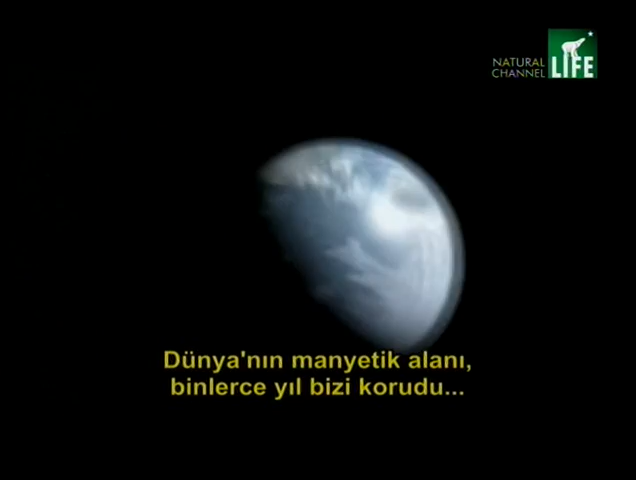 NATURAL
CHANNEL LIFE
Dünya'nın manyetik alanı,
binlerce yıl bizi korudu...